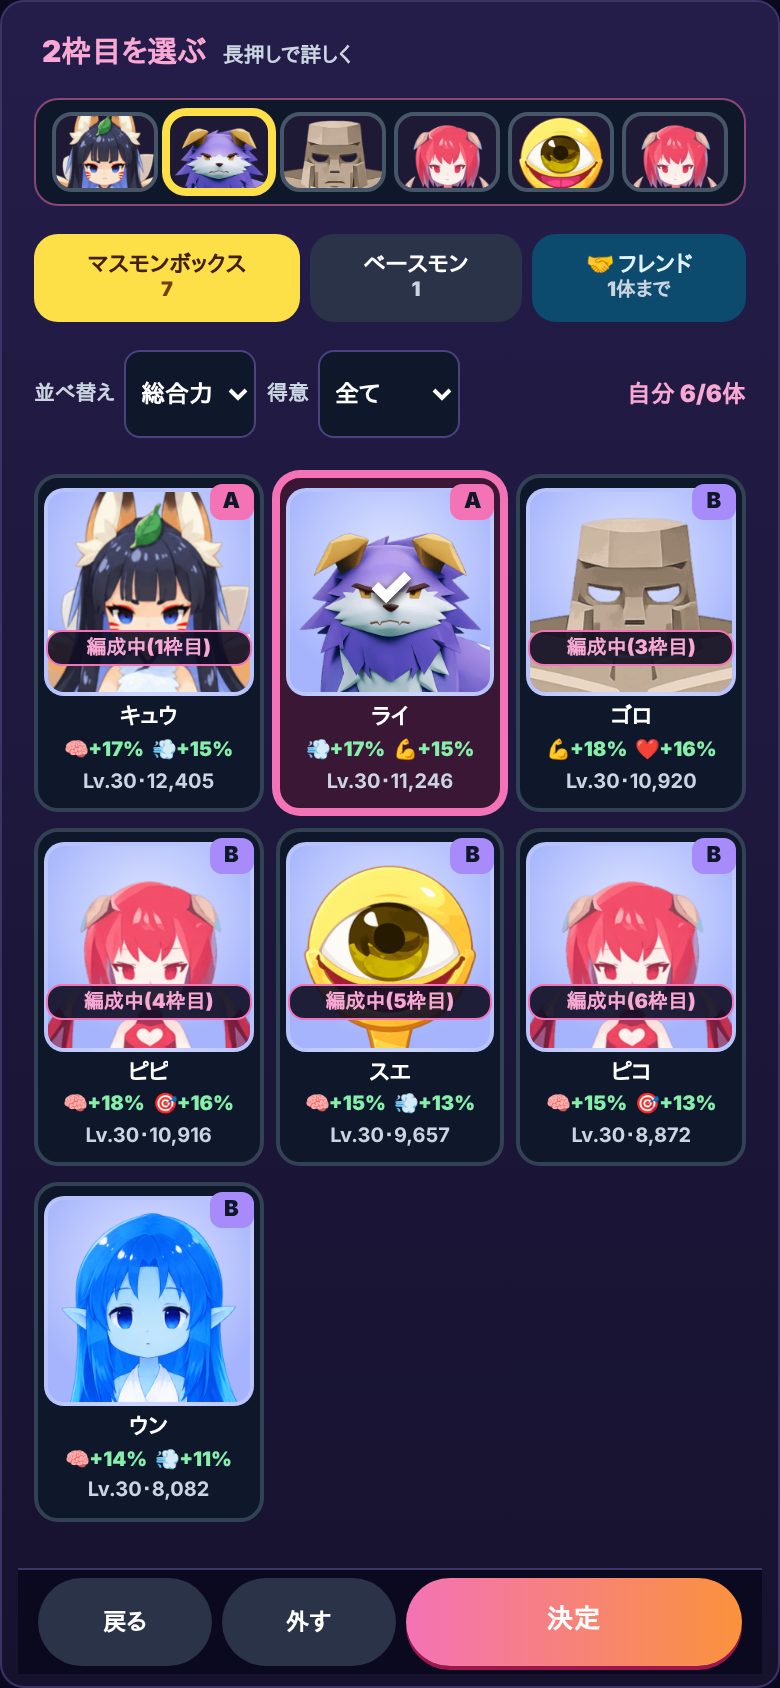 2枠目を選ぶ 長押しで詳しく
マスモンボックス
7
ベースモン
1
🤝 フレンド
1体まで
並べ替え 総合力 得意 全て 自分 6/6体
A
編成中(1枠目)
キュウ
🧠+17% 💨+15%
Lv.30·12,405
A
ライ
💨+17% 💪+15%
Lv.30·11,246
B
編成中(3枠目)
ゴロ
💪+18% ❤️+16%
Lv.30·10,920
B
編成中(4枠目)
ピピ
🧠+18% 🎯+16%
Lv.30·10,916
B
編成中(5枠目)
スエ
🧠+15% 💨+13%
Lv.30·9,657
B
編成中(6枠目)
ピコ
🧠+15% 🎯+13%
Lv.30·8,872
B
ウン
🧠+14% 💨+11%
Lv.30·8,082
戻る 外す 決定